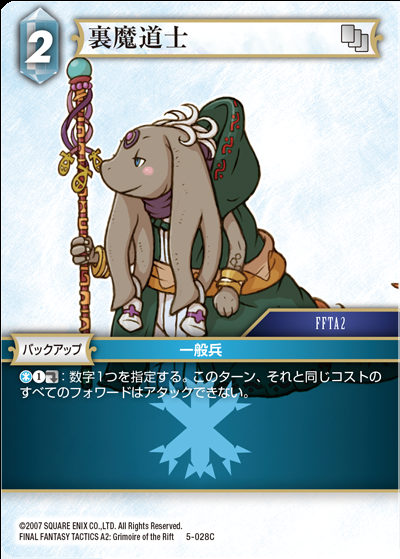 2
裏魔道士
FFTA2
バックアップ
一般兵
氷1:数字1つを指定する。このターン、それと同じコストの
すべてのフォワードはアタックできない。
©2007 SQUARE ENIX CO.,LTD. All Rights Reserved.
FINAL FANTASY TACTICS A2: Grimoire of the Rift 5-028C